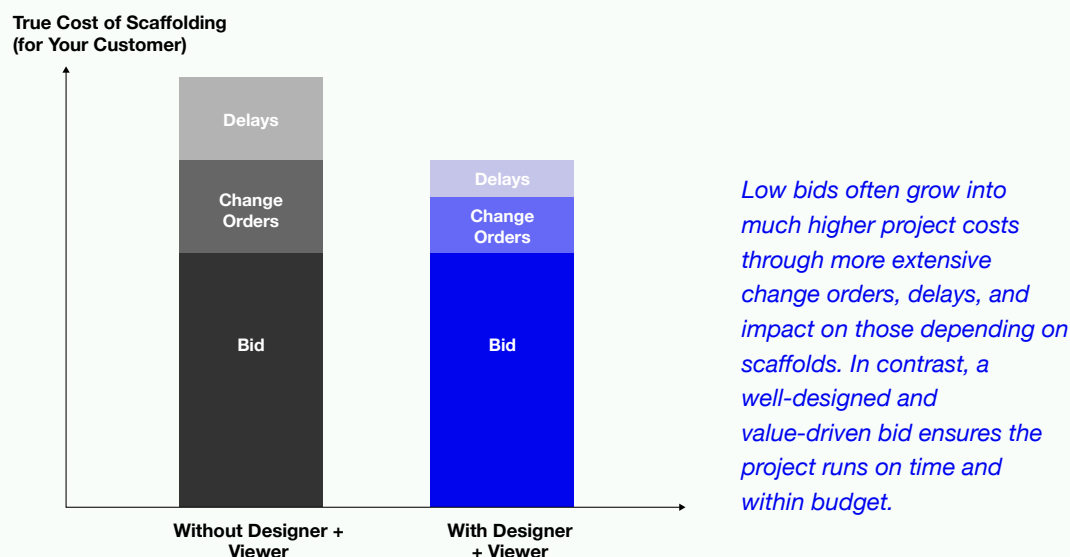 True Cost of Scaffolding
(for Your Customer)
Delays
Change
Orders
Bid
Without Designer +
Viewer
Delays
Change
Orders
Bid
With Designer
+ Viewer
Low bids often grow into
much higher project costs
through more extensive
change orders, delays, and
impact on those depending on
scaffolds. In contrast, a
well-designed and
value-driven bid ensures the
project runs on time and
within budget.